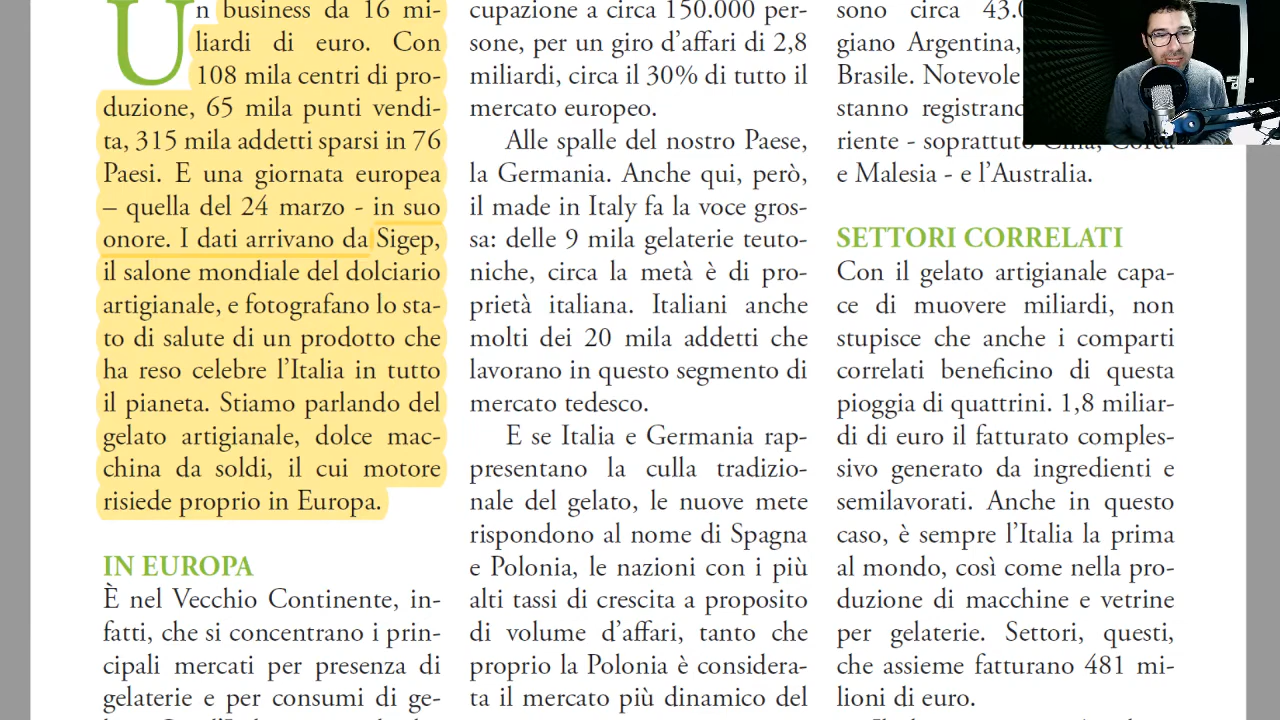 Un business da 16 mi-
liardi di euro. Con
108 mila centri di pro-
duzione, 65 mila punti vendi-
ta, 315 mila addetti sparsi in 76
Paesi. E una giornata europea
– quella del 24 marzo - in suo
onore. I dati arrivano da Sigep,
il salone mondiale del dolciario
artigianale, e fotografano lo sta-
to di salute di un prodotto che
ha reso celebre l'Italia in tutto
il pianeta. Stiamo parlando del
gelato artigianale, dolce mac-
china da soldi, il cui motore
risiede proprio in Europa.
IN EUROPA
È nel Vecchio Continente, in-
fatti, che si concentrano i prin-
cipali mercati per presenza di
gelaterie e per consumi di ge-
cupazione a circa 150.000 per-
sone, per un giro d'affari di 2,8
miliardi, circa il 30% di tutto il
mercato europeo.
Alle spalle del nostro Paese,
la Germania. Anche qui, però,
il made in Italy fa la voce gros-
sa: delle 9 mila gelaterie teuto-
niche, circa la metà è di pro-
prietà italiana. Italiani anche
molti dei 20 mila addetti che
lavorano in questo segmento di
mercato tedesco.
E se Italia e Germania rap-
presentano la culla tradizio-
nale del gelato, le nuove mete
rispondono al nome di Spagna
e Polonia, le nazioni con i più
alti tassi di crescita a proposito
di volume d'affari, tanto che
proprio la Polonia è considera-
ta il mercato più dinamico del
sono circa
giano Argentina,
Brasile. Notevole
stanno
riente - soprattutto Cina, Corea
e Malesia - e l'Australia.
SETTORI CORRELATI
Con il gelato artigianale capa-
ce di muovere miliardi, non
stupisce che anche i comparti
correlati beneficino di questa
pioggia di quattrini. 1,8 miliar-
di di euro il fatturato comples-
sivo generato da ingredienti e
semilavorati. Anche in questo
caso, è sempre l'Italia la prima
al mondo, così come nella pro-
duzione di macchine e vetrine
per gelaterie. Settori, questi,
che assieme fatturano 481 mi-
lioni di euro.